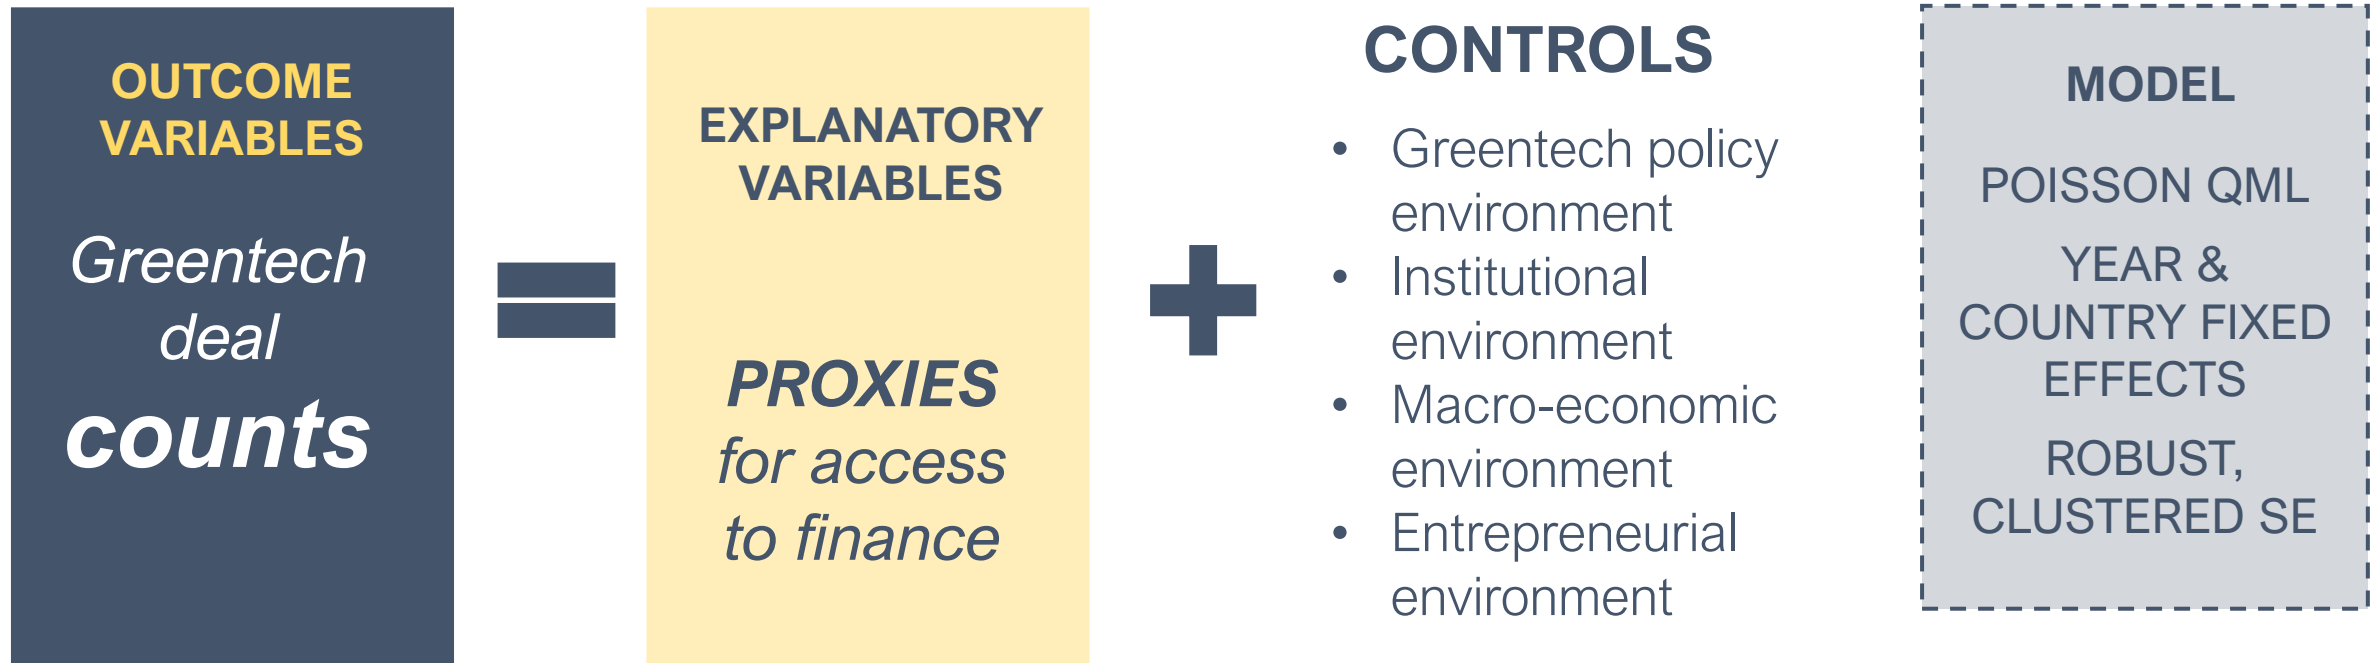 OUTCOME
VARIABLES
Greentech
deal
counts
EXPLANATORY
VARIABLES
PROXIES
for access
to finance
CONTROLS
• Greentech policy
environment
• Institutional
environment
• Macro-economic
environment
• Entrepreneurial
environment
MODEL
POISSON QML
YEAR &
COUNTRY FIXED
EFFECTS
ROBUST,
CLUSTERED SE